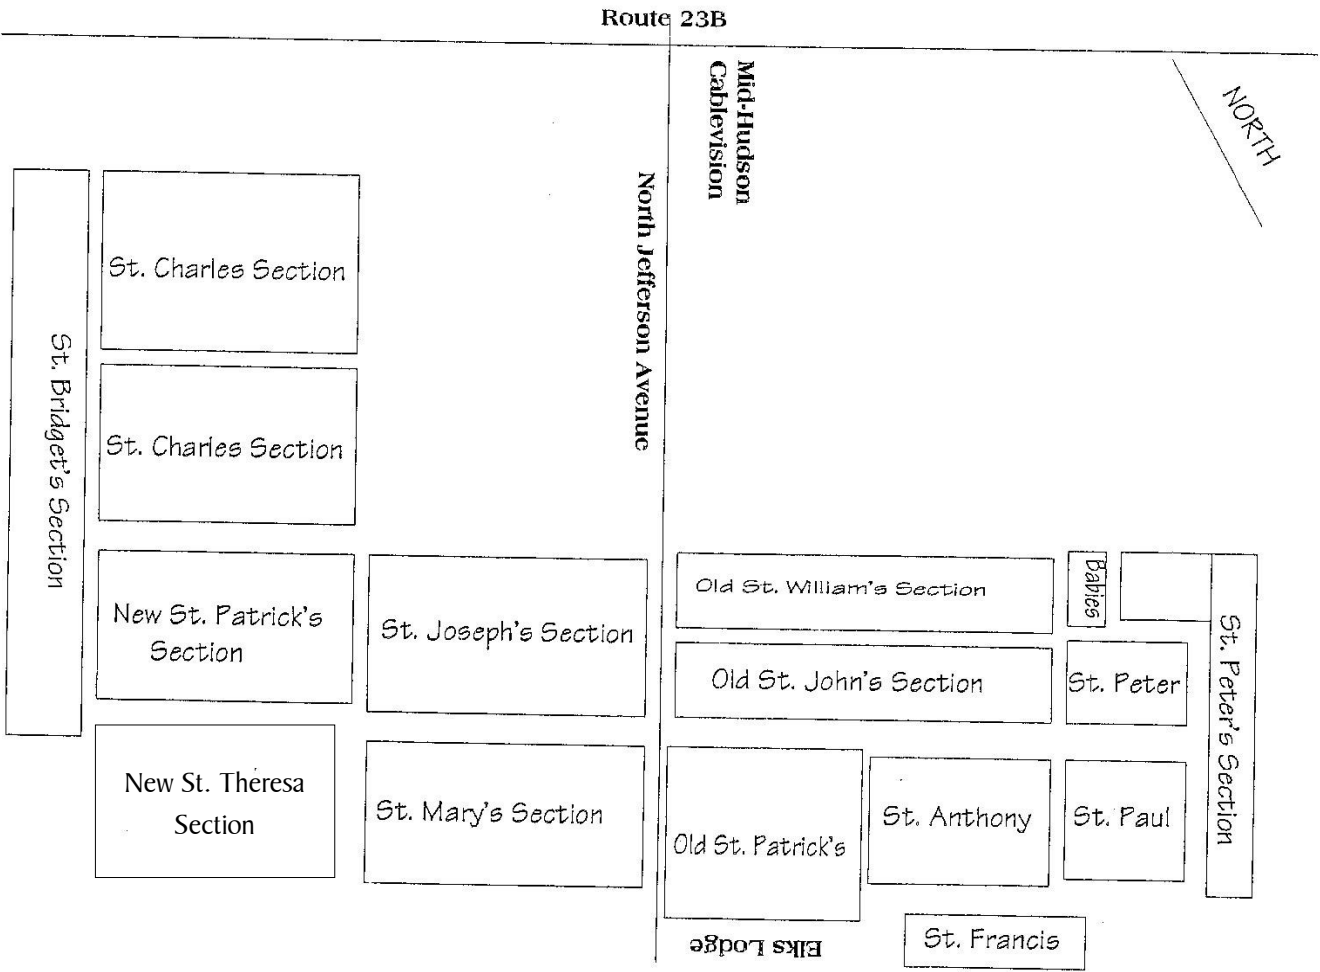 Route 23B
Mid-Hudson
Cablevision
NORTH
North Jefferson Avenue
St. Charles Section
St. Bridget's Section
St. Charles Section
New St. Patrick's
Section
St. Joseph's Section
Old St. William's Section
Babies
St. Peter's Section
Old St. John's Section
St. Peter
New St. Theresa
Section
St. Mary's Section
Old St. Patrick's
St. Anthony
St. Paul
Elks Lodge
St. Francis